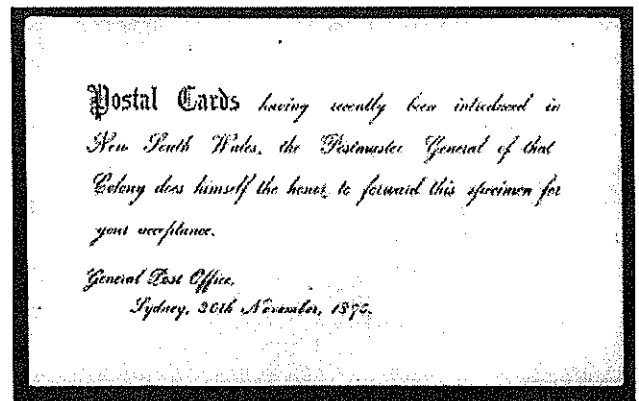 Postal Cards having recently been introduced in
New South Wales, the Postmaster General of that
Colony does himself the honor to forward this specimen for
your acceptance.
General Post Office,
Sydney, 30th November, 1875.